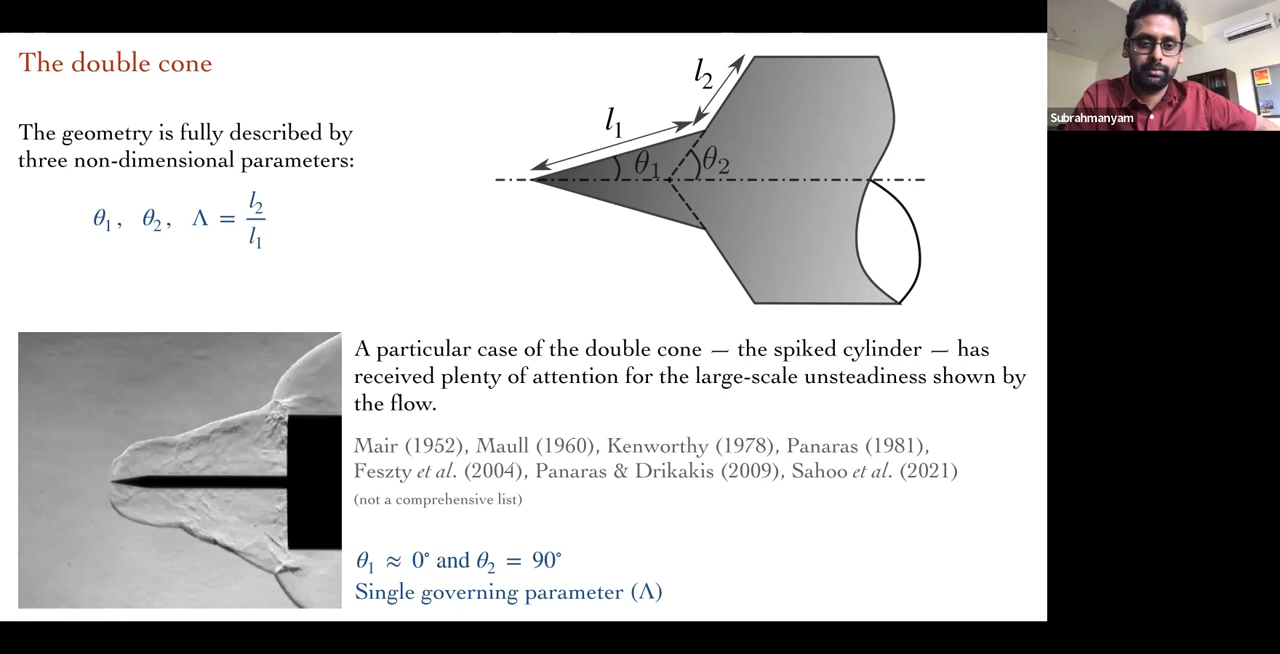 The double cone
The geometry is fully described by
three non-dimensional parameters:
θ₁, θ₂, Λ = l₂/l₁
l₁
l₂
θ₁
θ₂
Subrahmanyam
A particular case of the double cone — the spiked cylinder — has
received plenty of attention for the large-scale unsteadiness shown by
the flow.
Mair (1952), Maull (1960), Kenworthy (1978), Panaras (1981),
Feszty et al. (2004), Panaras & Drikakis (2009), Sahoo et al. (2021)
(not a comprehensive list)
θ₁ ≈ 0° and θ₂ = 90°
Single governing parameter (Λ)